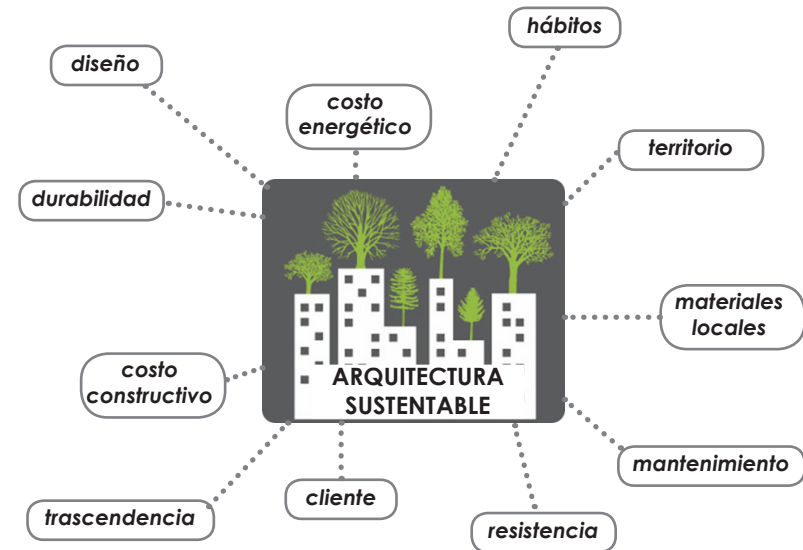 hábitos
diseño
costo
energético
territorio
durabilidad
materiales
locales
costo
constructivo
ARQUITECTURA
SUSTENTABLE
mantenimiento
cliente
trascendencia
resistencia